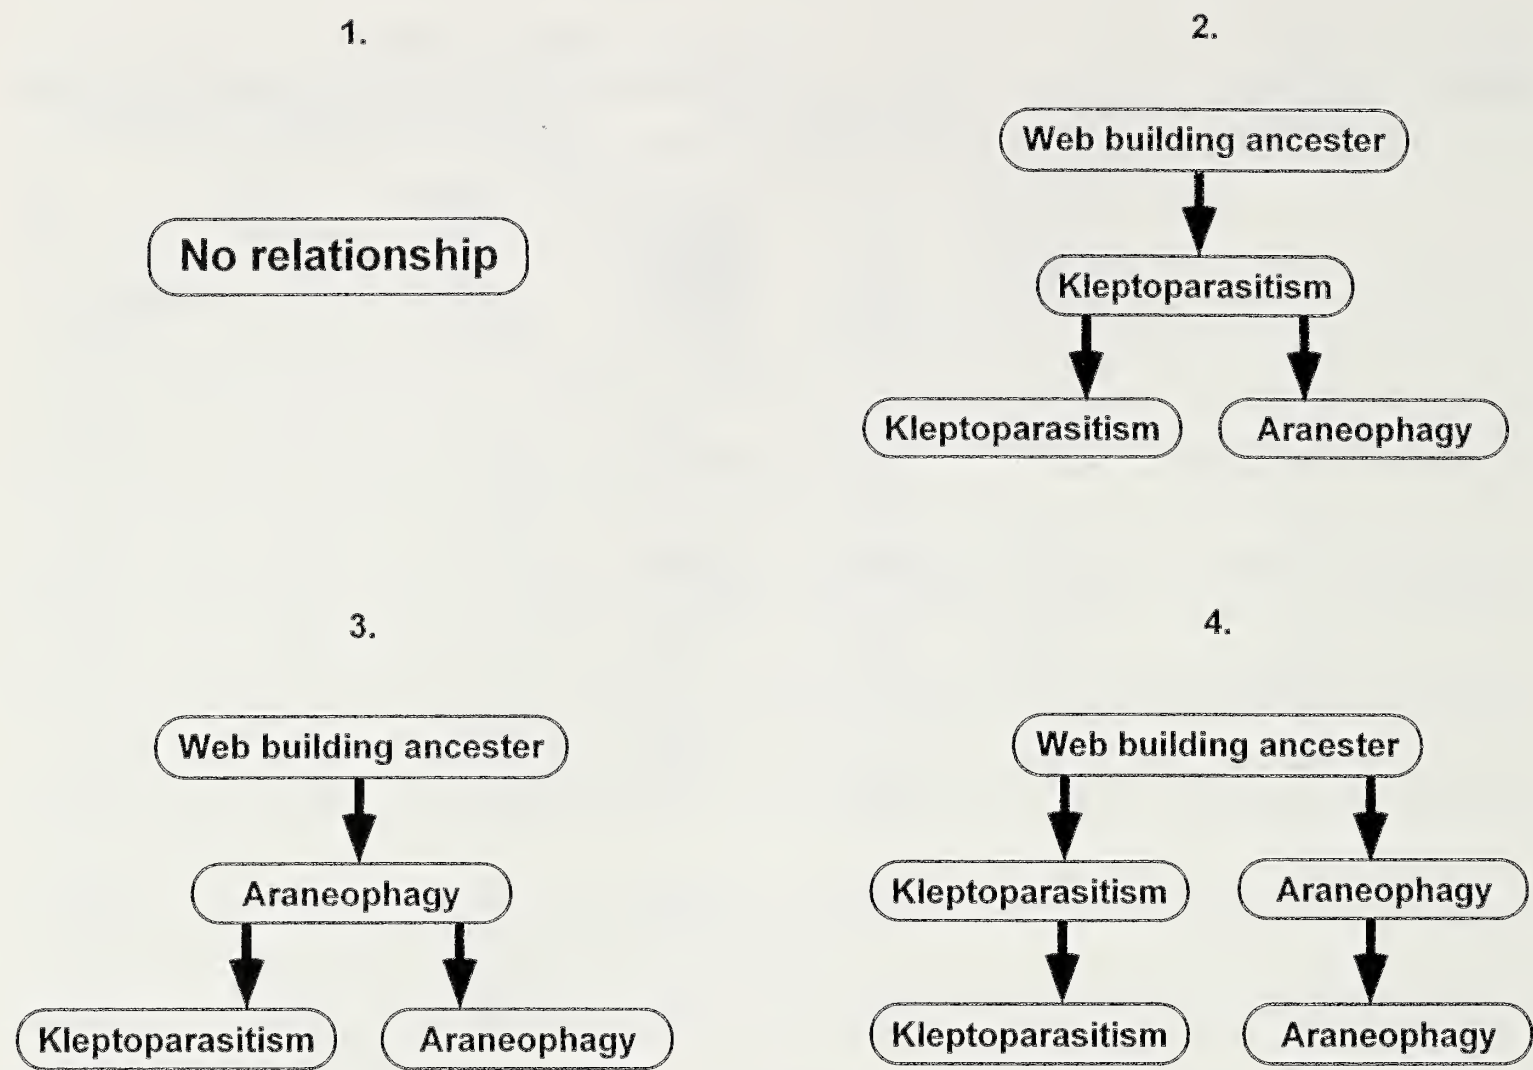 1.
No relationship
2.
Web building ancester
Kleptoparasitism
Kleptoparasitism
Araneophagy
3.
Web building ancester
Araneophagy
Kleptoparasitism
Araneophagy
4.
Web building ancester
Kleptoparasitism
Araneophagy
Kleptoparasitism
Araneophagy